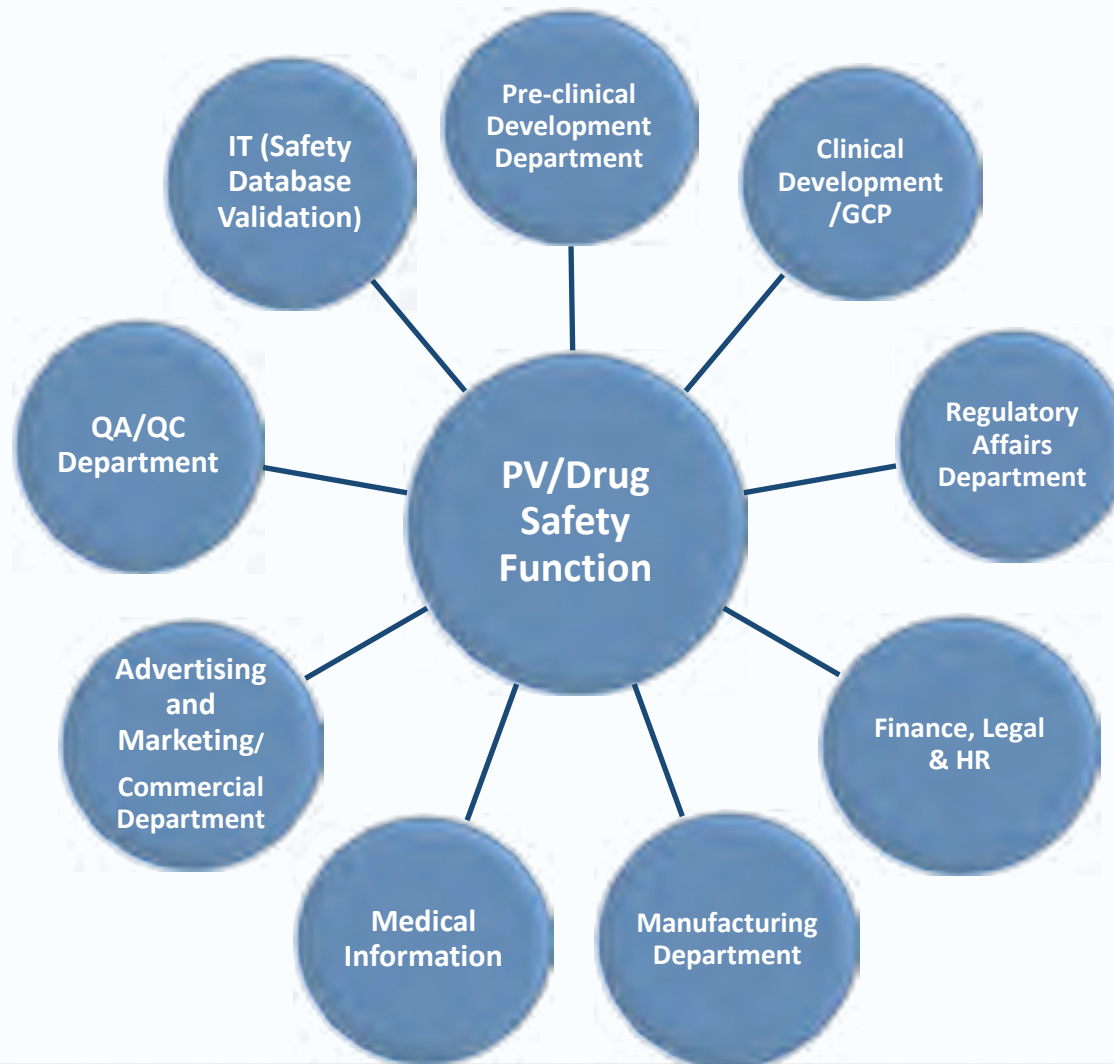 Pre-clinical
Development
Department
Clinical
Development
/GCP
Regulatory
Affairs
Department
Finance, Legal
& HR
Manufacturing
Department
Medical
Information
Advertising
and
Marketing/
Commercial
Department
QA/QC
Department
IT (Safety
Database
Validation)
PV/Drug
Safety
Function